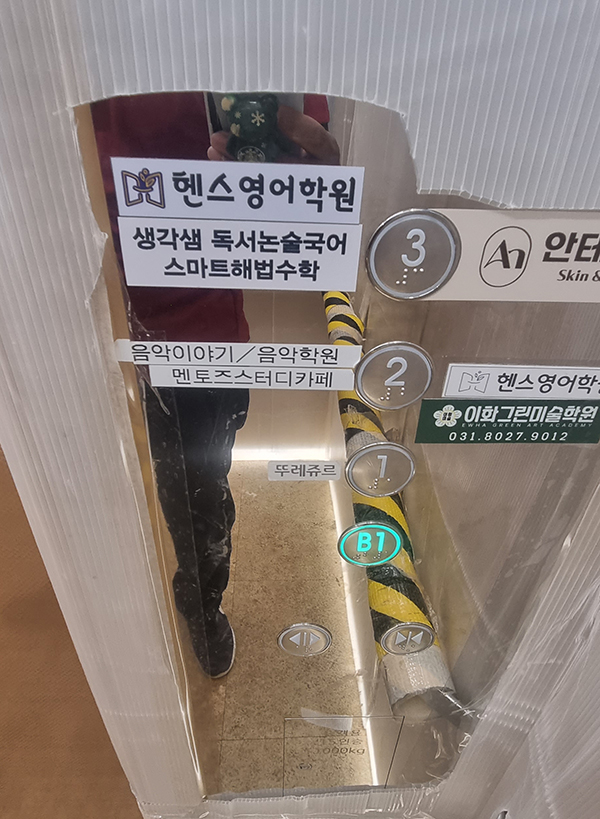 헨스영어학원
생각샘 독서논술국어
스마트해법수학
3
An
안테
Skin &
음악이야기/음악학원
멘토즈스터디카페
2
헨스영어학원
이화그린미술학원
EWHA GREEN ART ACADEMY
031.8027.9012
뚜레쥬르
1
B1
1000kg